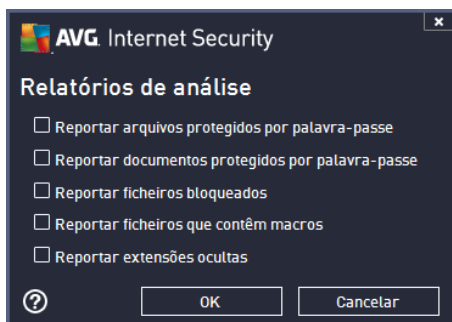 AVG. Internet Security
Relatórios de análise
Reportar arquivos protegidos por palavra-passe
Reportar documentos protegidos por palavra-passe
Reportar ficheiros bloqueados
Reportar ficheiros que contêm macros
Reportar extensões ocultas
OK
Cancelar